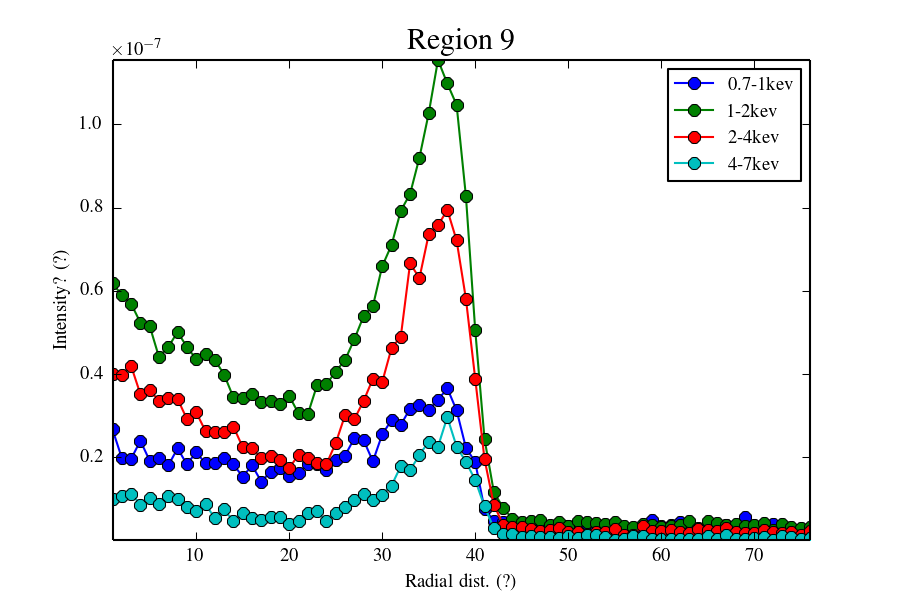 Region 9
×10⁻⁷
0.7-1kev
1-2kev
2-4kev
4-7kev
1.0
0.8
0.6
0.4
0.2
Intensity? (?)
10 20 30 40 50 60 70
Radial dist. (?)